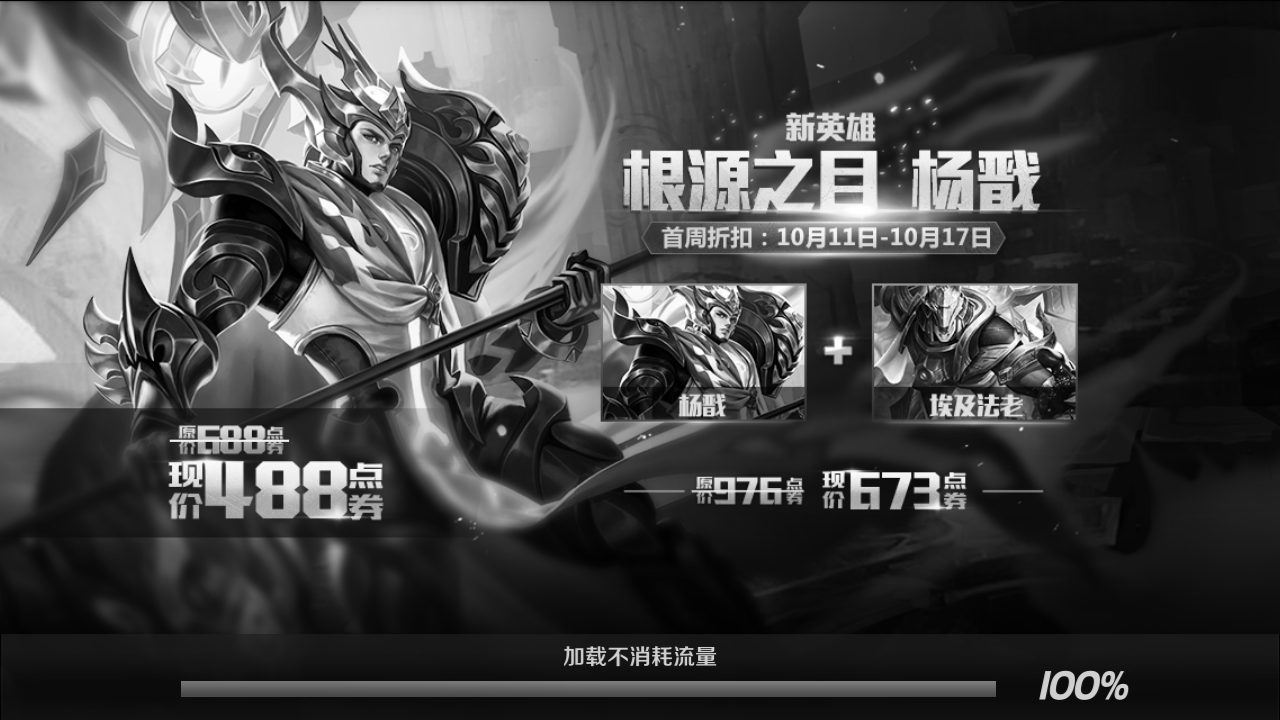 新英雄
根源之目 杨戬
首周折扣：10月11日-10月17日
杨戬
埃及法老
原价688点券
现价488点券
原价976点券 现价673点券
加载不消耗流量
100%